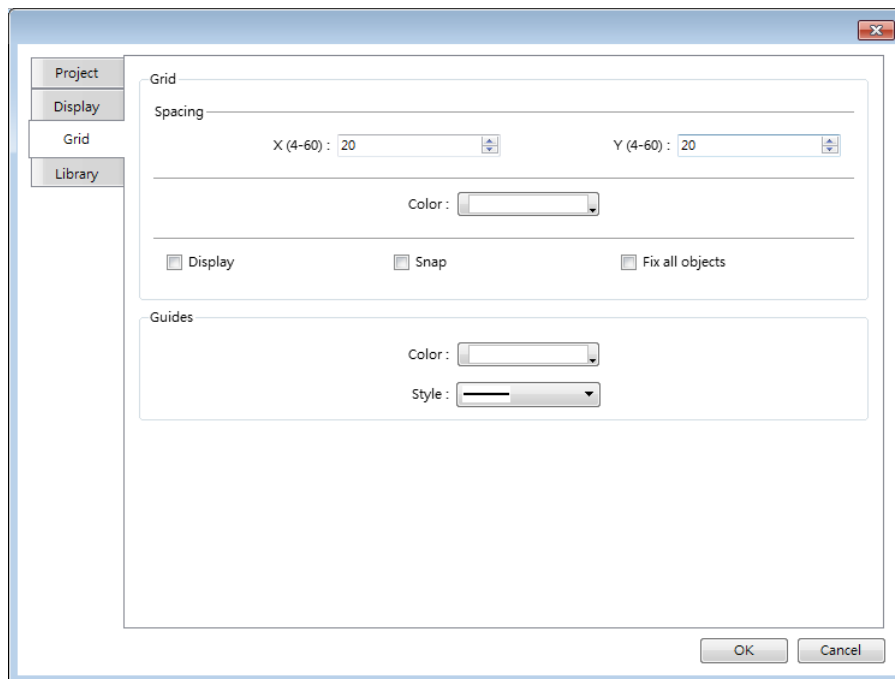 Project
Display
Grid
Library
Grid
Spacing
X (4-60) : 20 Y (4-60) : 20
Color :
Display Snap Fix all objects
Guides
Color :
Style :
OK Cancel